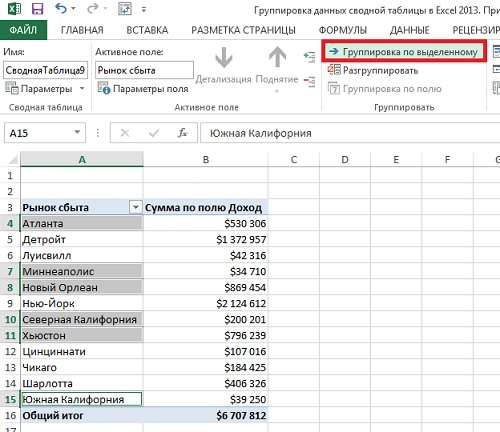 Группировка данных сводной таблицы в Excel 2013. При
ФАЙЛ ГЛАВНАЯ ВСТАВКА РАЗМЕТКА СТРАНИЦЫ ФОРМУЛЫ ДАННЫЕ РЕЦЕНЗИР
Имя: Активное поле: Группировка по выделенному
СводнаяТаблица9 Рынок сбыта Детализация Поднятие Разгруппировать
Параметры Параметры поля Группировка по полю
Сводная таблица Активное поле Группировать
A15 fx Южная Калифорния
A B C D E F G
1
2
3 Рынок сбыта Сумма по полю Доход
4 Атланта $530 306
5 Детройт $1 372 957
6 Луисвилл $42 316
7 Миннеаполис $34 710
8 Новый Орлеан $869 454
9 Нью-Йорк $2 124 612
10 Северная Калифорния $200 201
11 Хьюстон $796 239
12 Цинциннати $107 016
13 Чикаго $184 425
14 Шарлотта $406 326
15 Южная Калифорния $39 250
16 Общий итог $6 707 812